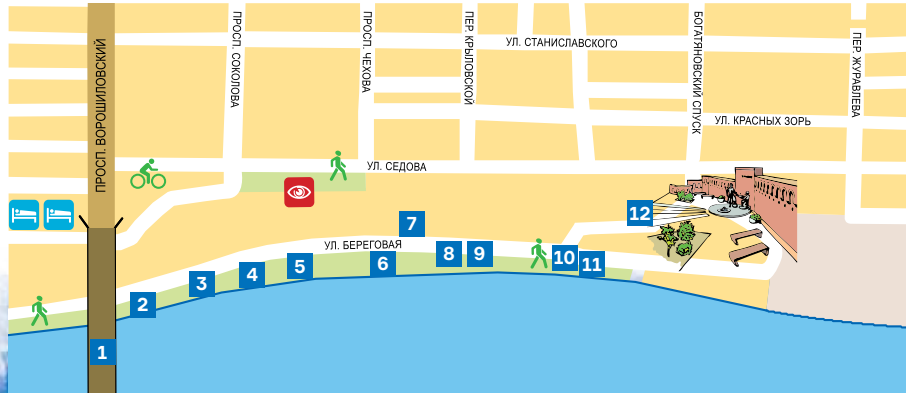 ПРОСП. ВОРОШИЛОВСКИЙ
ПРОСП. СОКОЛОВА
ПРОСП. ЧЕХОВА
ПЕР. КРЫЛОВСКОЙ
БОГАТЯНОВСКИЙ СПУСК
ПЕР. ЖУРАВЛЕВА
УЛ. СТАНИСЛАВСКОГО
УЛ. КРАСНЫХ ЗОРЬ
УЛ. СЕДОВА
УЛ. БЕРЕГОВАЯ
1
2
3
4
5
6
7
8
9
10
11
12